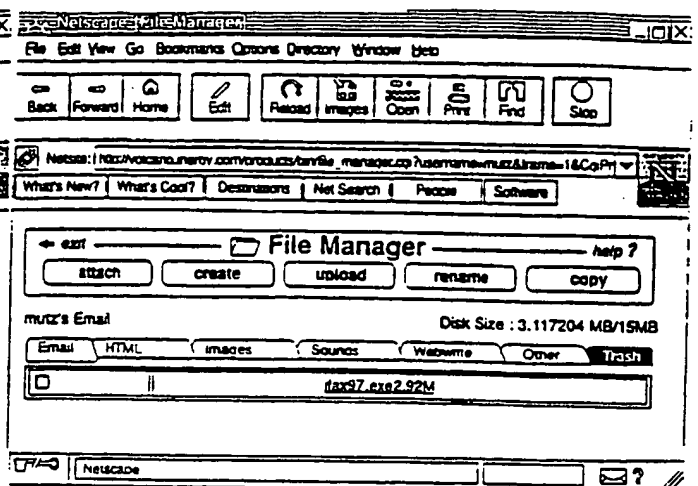 Netscape - [File Manager]
File Edit View Go Bookmarks Options Directory Window Help
Back Forward Home Edit Reload Images Open Print Find Stop
Netsite:
What's New? What's Cool? Destinations Net Search People Software
exit File Manager help ?
attach create upload rename copy
mutz's Email Disk Size : 3.117204 MB/15MB
Email HTML Images Sounds Webwrite Other Trash
2.92M
Netscape ?